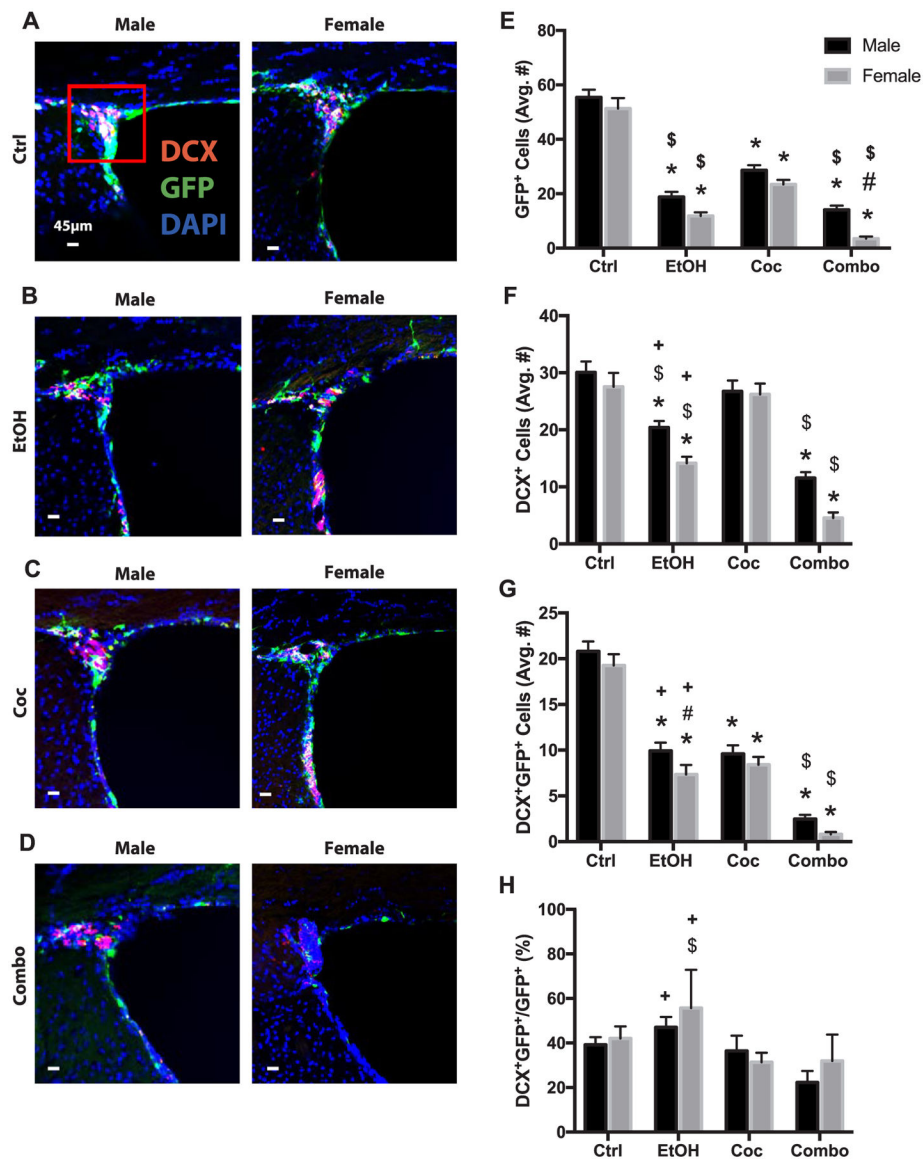 A
Male
Female
Ctrl
DCX
GFP
DAPI
45µm
B
Male
Female
EtOH
C
Male
Female
Coc
D
Male
Female
Combo
E
GFP+ Cells (Avg. #)
80
60
40
20
0
Male
Female
$ $ $ $
* * * * * #
*
Ctrl EtOH Coc Combo
F
DCX+ Cells (Avg. #)
40
30
20
10
0
+ +
$ $ $ $
* * * *
Ctrl EtOH Coc Combo
G
DCX+GFP+ Cells (Avg. #)
25
20
15
10
5
0
+ +
* # * * $ $
* * *
Ctrl EtOH Coc Combo
H
DCX+GFP+/GFP+ (%)
100
80
60
40
20
0
+
+ $
Ctrl EtOH Coc Combo